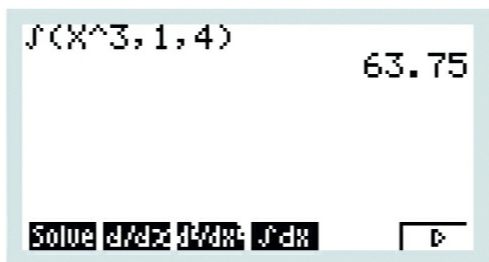 ∫(X^3,1,4)
63.75
Solve d/dx d²/dx² ∫dx ▷